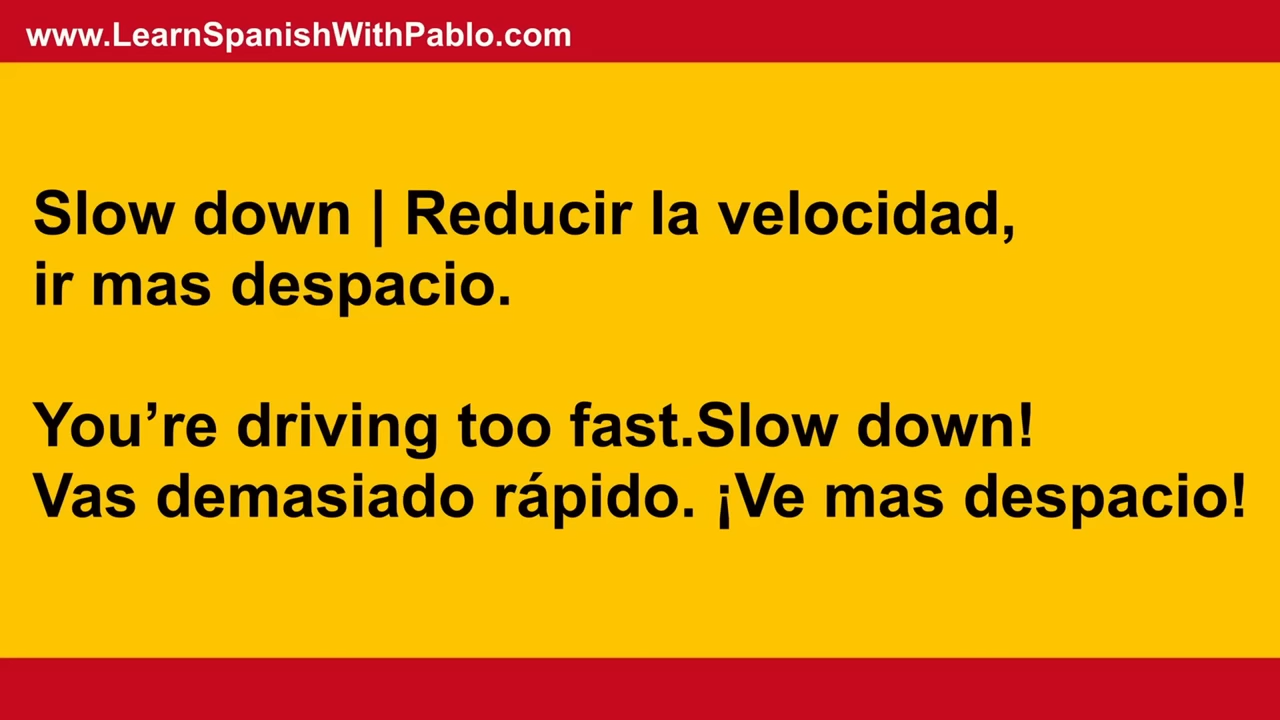 www.LearnSpanishWithPablo.com
Slow down | Reducir la velocidad,
ir mas despacio.
You’re driving too fast.Slow down!
Vas demasiado rápido. ¡Ve mas despacio!